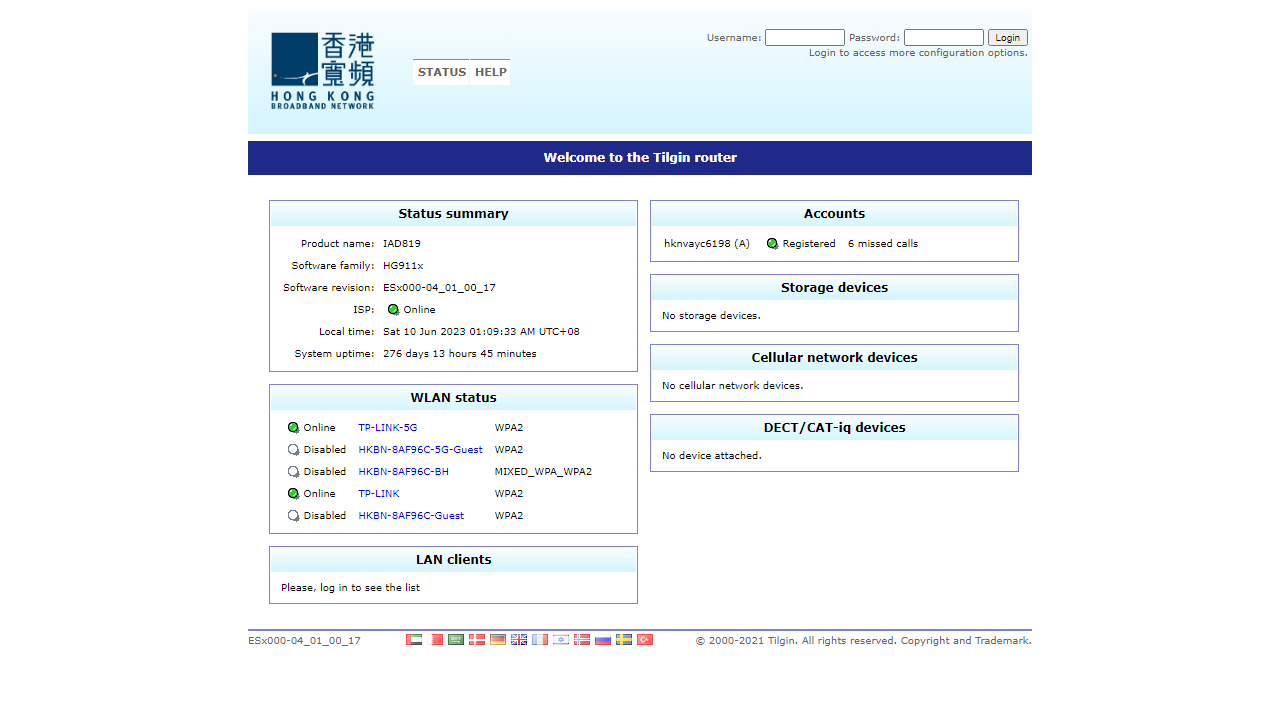 香港
寬頻
HONG KONG
BROADBAND NETWORK
STATUS HELP
Username: Password: Login
Login to access more configuration options.
Welcome to the Tilgin router
Status summary
Product name: IAD819
Software family: HG911x
Software revision: ESx000-04_01_00_17
ISP: Online
Local time: Sat 10 Jun 2023 01:09:33 AM UTC+08
System uptime: 276 days 13 hours 45 minutes
WLAN status
Online TP-LINK-5G WPA2
Disabled HKBN-8AF96C-5G-Guest WPA2
Disabled HKBN-8AF96C-BH MIXED_WPA_WPA2
Online TP-LINK WPA2
Disabled HKBN-8AF96C-Guest WPA2
LAN clients
Please, log in to see the list
Accounts
hknvayc6198 (A) Registered 6 missed calls
Storage devices
No storage devices.
Cellular network devices
No cellular network devices.
DECT/CAT-iq devices
No device attached.
ESx000-04_01_00_17 © 2000-2021 Tilgin. All rights reserved. Copyright and Trademark.